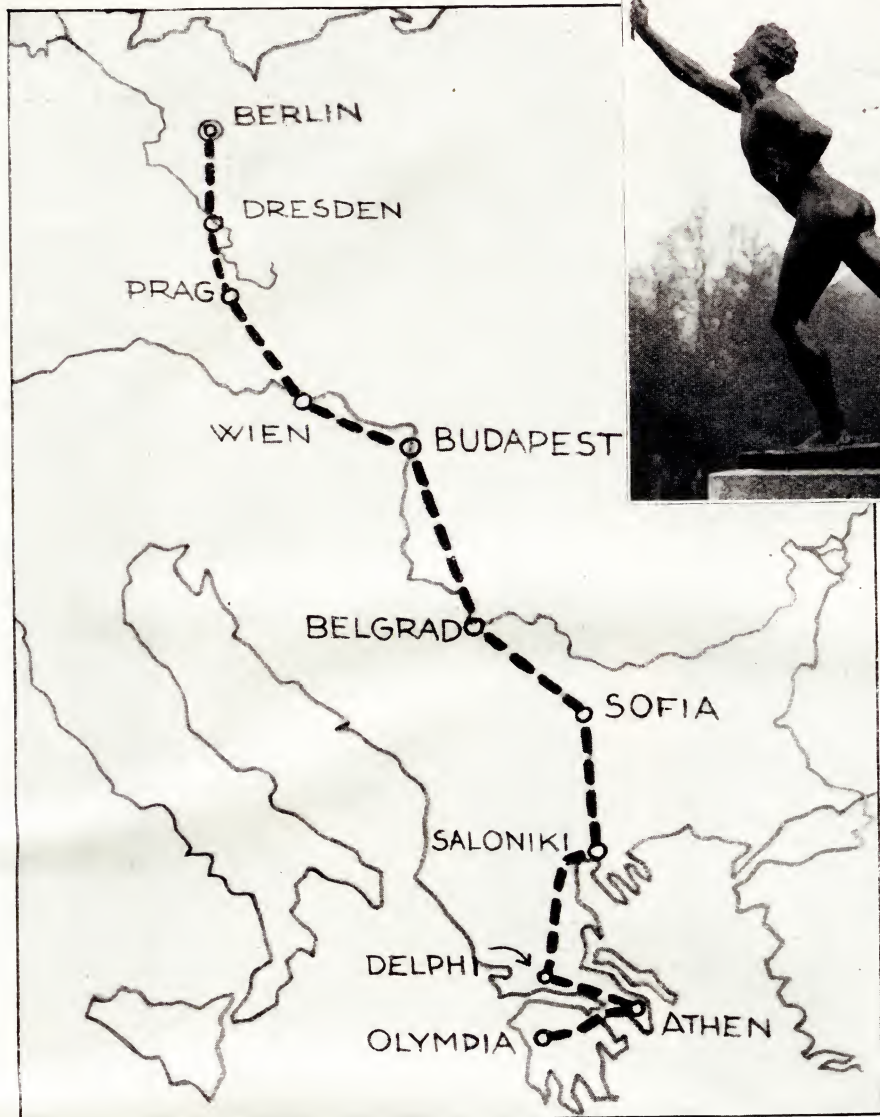 BERLIN
DRESDEN
PRAG
WIEN
BUDAPEST
BELGRAD
SOFIA
SALONIKI
DELPHI
ATHEN
OLYMPIA